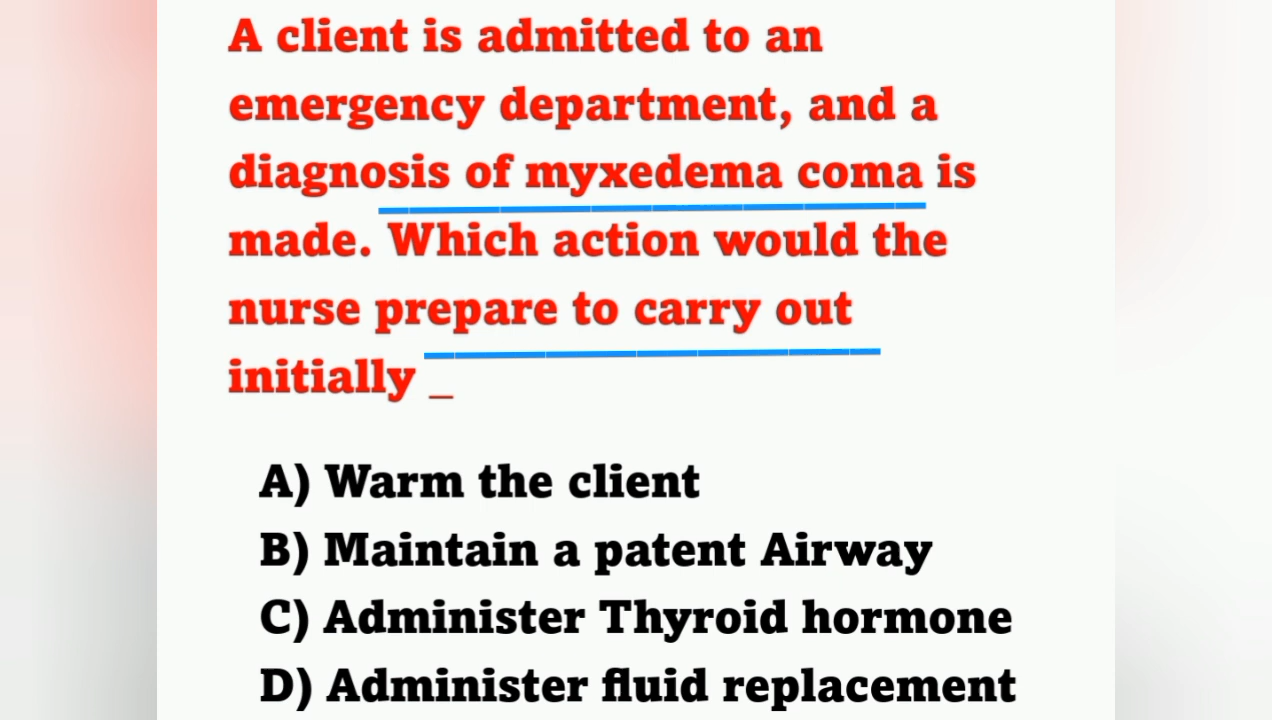 A client is admitted to an
emergency department, and a
diagnosis of myxedema coma is
made. Which action would the
nurse prepare to carry out
initially _
A) Warm the client
B) Maintain a patent Airway
C) Administer Thyroid hormone
D) Administer fluid replacement